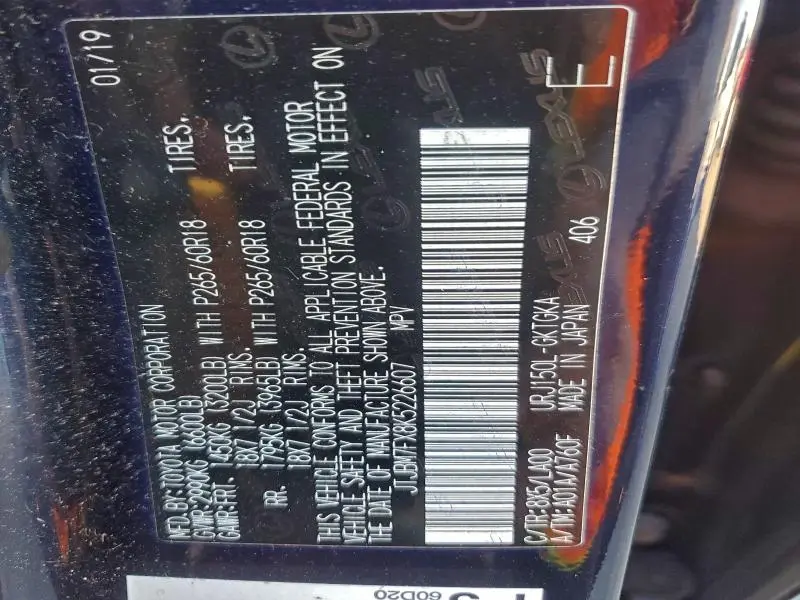 MFD. BY: TOYOTA MOTOR CORPORATION 01/19
GVWR: 2990KG (6600LB)
GAWR: FRT. 1450KG (3200LB) WITH P265/60R18 TIRES.
18X7 1/2J RIMS.
RR. 1795KG (3965LB) WITH P265/60R18 TIRES.
18X7 1/2J RIMS.
THIS VEHICLE CONFORMS TO ALL APPLICABLE FEDERAL MOTOR
VEHICLE SAFETY AND THEFT PREVENTION STANDARDS IN EFFECT ON
THE DATE OF MANUFACTURE SHOWN ABOVE.
JTJBM7FX8K5226607 MPV
C/TR: 8X5/LA00 URJ150L-GKTGKA
A/TM: A01A/A760F MADE IN JAPAN 406 E
LEXUS
60D20